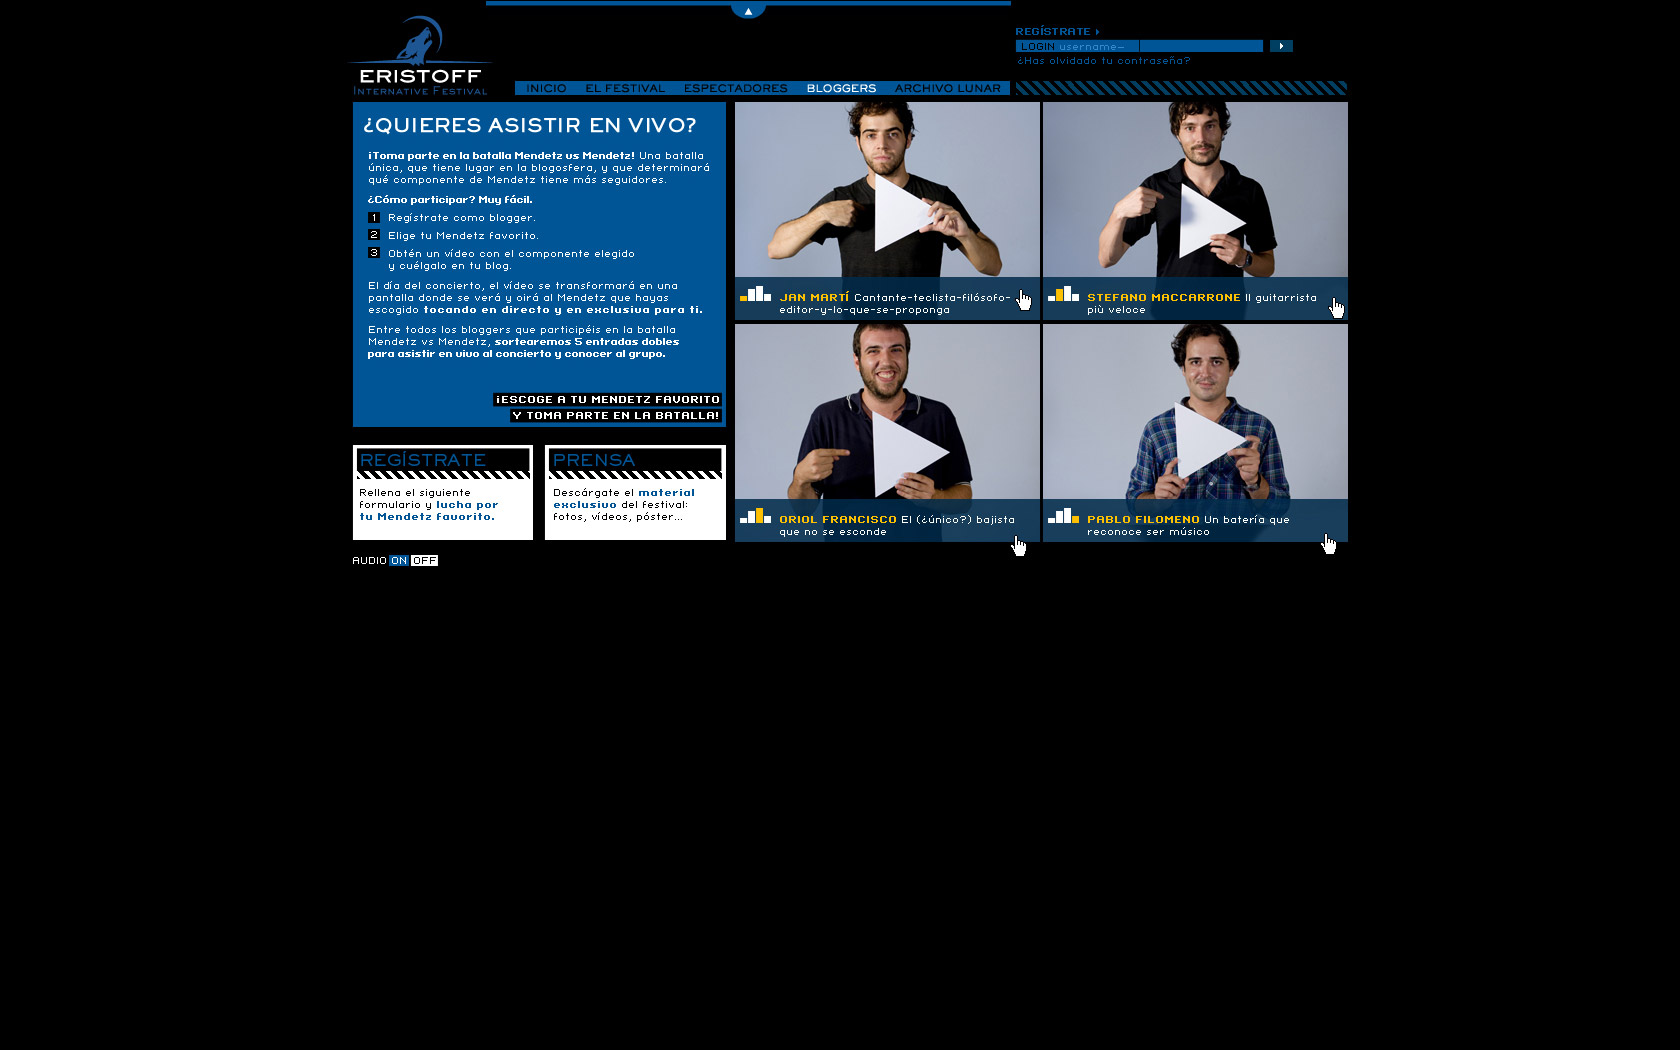 ERISTOFF
INTERNATIVE FESTIVAL
REGÍSTRATE
LOGIN username–
¿Has olvidado tu contraseña?
INICIO EL FESTIVAL ESPECTADORES BLOGGERS ARCHIVO LUNAR
¿QUIERES ASISTIR EN VIVO?
¡Toma parte en la batalla Mendetz vs Mendetz! Una batalla
única, que tiene lugar en la blogosfera, y que determinará
qué componente de Mendetz tiene más seguidores.
¿Cómo participar? Muy fácil.
1 Regístrate como blogger.
2 Elige tu Mendetz favorito.
3 Obtén un vídeo con el componente elegido
y cuélgalo en tu blog.
El día del concierto, el vídeo se transformará en una
pantalla donde se verá y oirá al Mendetz que hayas
escogido tocando en directo y en exclusiva para ti.
Entre todos los bloggers que participéis en la batalla
Mendetz vs Mendetz, sortearemos 5 entradas dobles
para asistir en vivo al concierto y conocer al grupo.
¡ESCOGE A TU MENDETZ FAVORITO
Y TOMA PARTE EN LA BATALLA!
JAN MARTÍ Cantante-teclista-filósofo-
editor-y-lo-que-se-proponga
STEFANO MACCARRONE Il guitarrista
più veloce
ORIOL FRANCISCO El (¿único?) bajista
que no se esconde
PABLO FILOMENO Un batería que
reconoce ser músico
REGÍSTRATE
Rellena el siguiente
formulario y lucha por
tu Mendetz favorito.
PRENSA
Descárgate el material
exclusivo del festival:
fotos, vídeos, póster...
AUDIO ON OFF